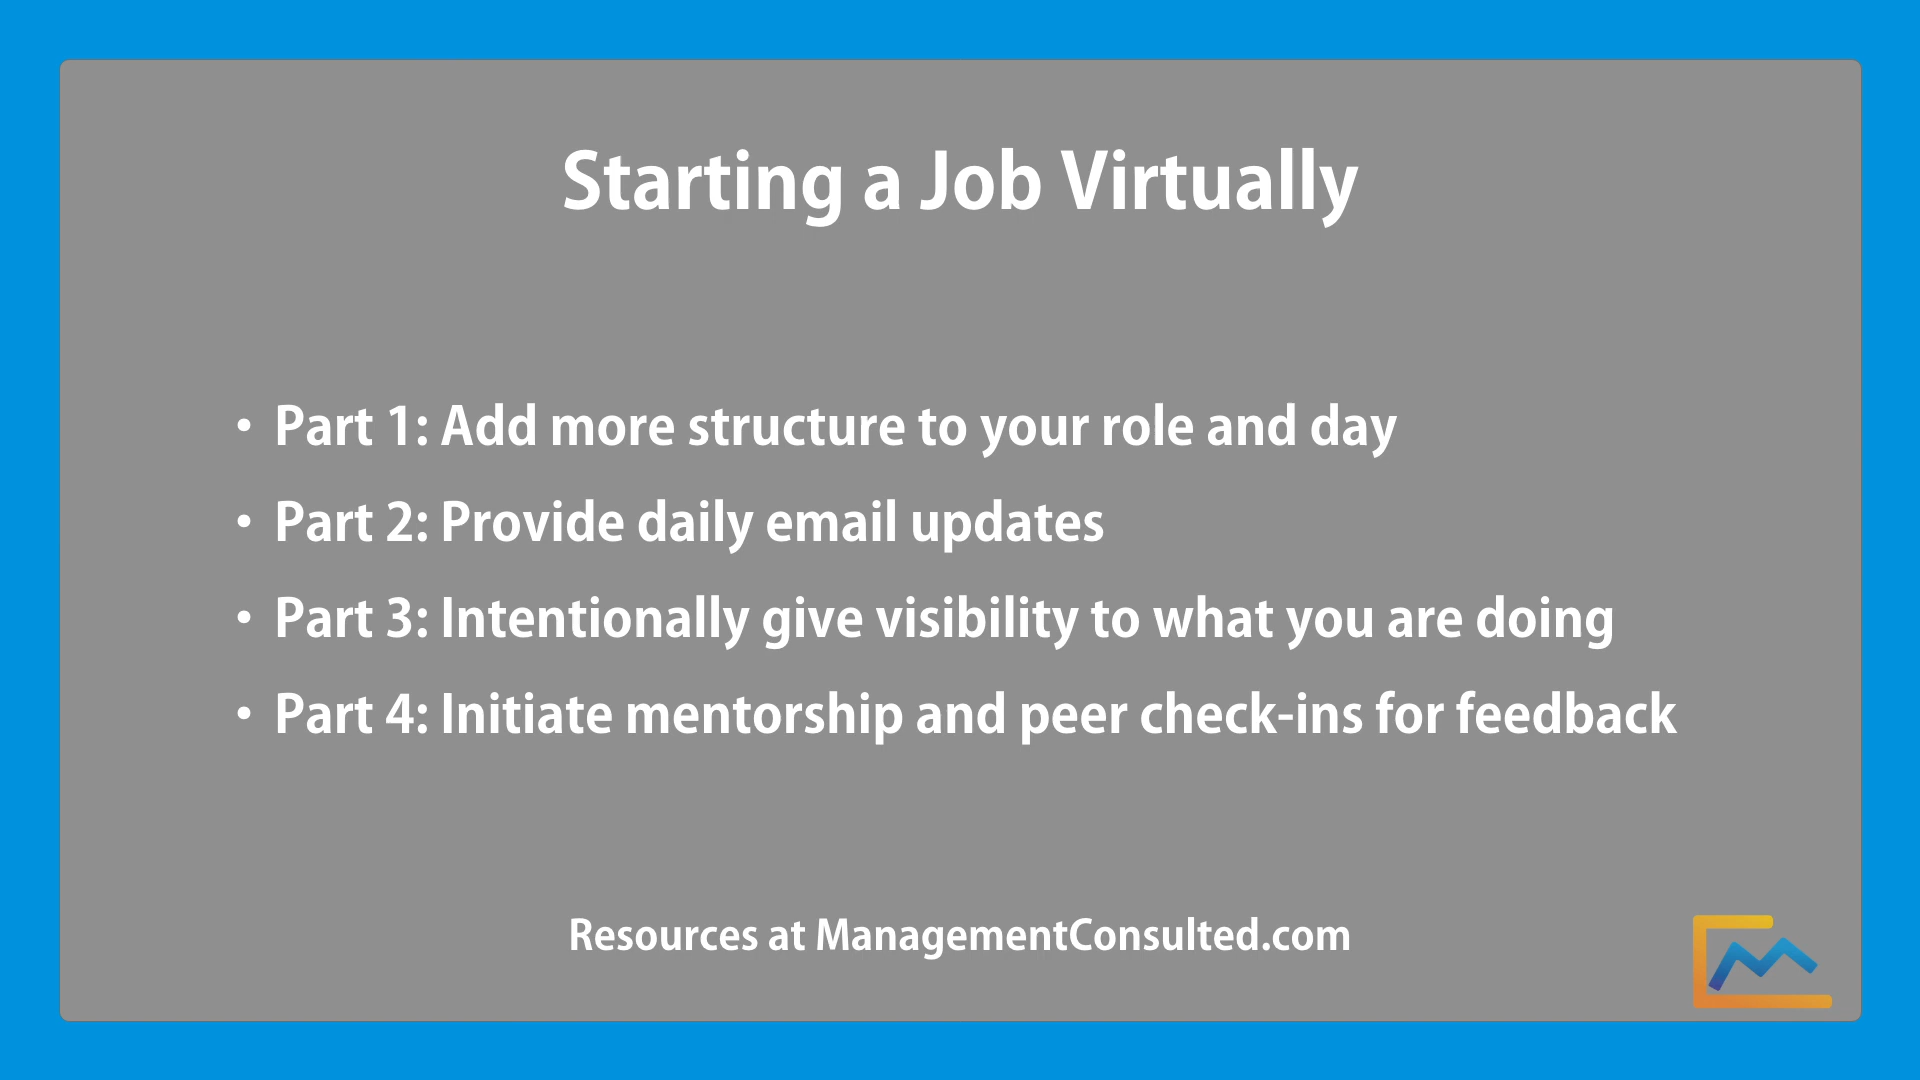 Starting a Job Virtually
• Part 1: Add more structure to your role and day
• Part 2: Provide daily email updates
• Part 3: Intentionally give visibility to what you are doing
• Part 4: Initiate mentorship and peer check-ins for feedback
Resources at ManagementConsulted.com